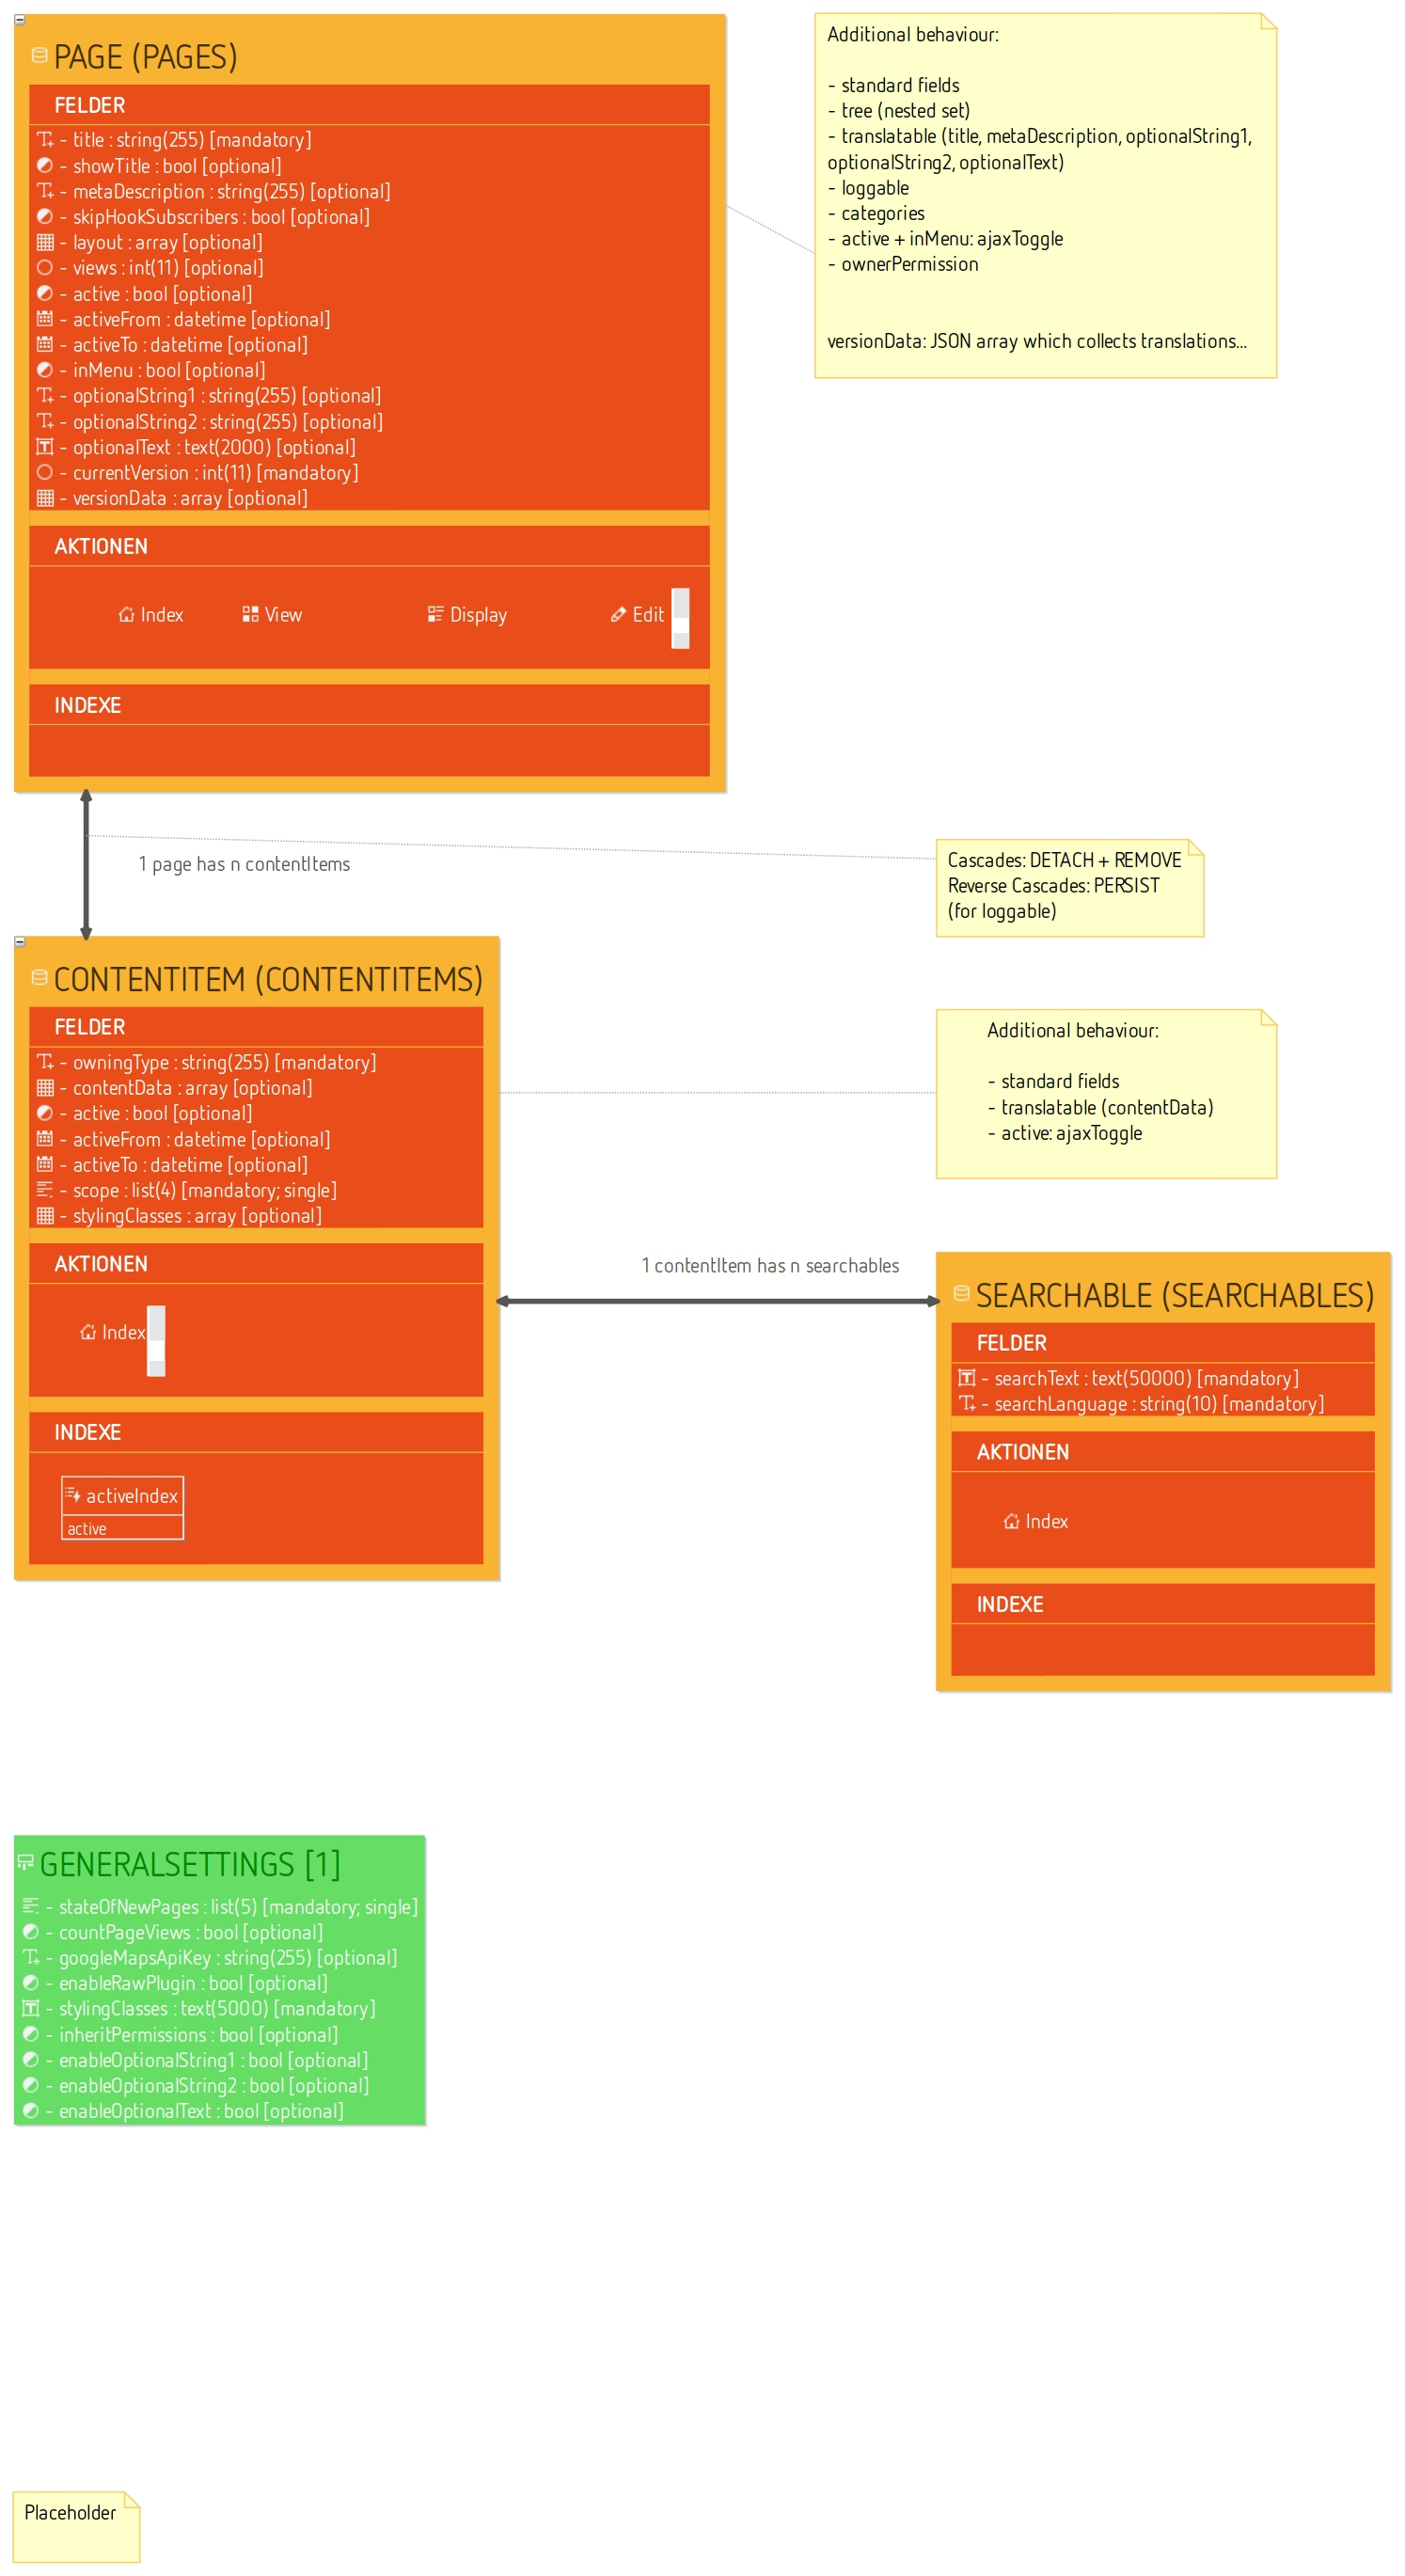 PAGE (PAGES)
FELDER
- title : string(255) [mandatory]
- showTitle : bool [optional]
- metaDescription : string(255) [optional]
- skipHookSubscribers : bool [optional]
- layout : array [optional]
- views : int(11) [optional]
- active : bool [optional]
- activeFrom : datetime [optional]
- activeTo : datetime [optional]
- inMenu : bool [optional]
- optionalString1 : string(255) [optional]
- optionalString2 : string(255) [optional]
- optionalText : text(2000) [optional]
- currentVersion : int(11) [mandatory]
- versionData : array [optional]
AKTIONEN
Index View Display Edit
INDEXE
Additional behaviour:
- standard fields
- tree (nested set)
- translatable (title, metaDescription, optionalString1,
optionalString2, optionalText)
- loggable
- categories
- active + inMenu: ajaxToggle
- ownerPermission
versionData: JSON array which collects translations...
1 page has n contentItems
Cascades: DETACH + REMOVE
Reverse Cascades: PERSIST
(for loggable)
CONTENTITEM (CONTENTITEMS)
FELDER
- owningType : string(255) [mandatory]
- contentData : array [optional]
- active : bool [optional]
- activeFrom : datetime [optional]
- activeTo : datetime [optional]
- scope : list(4) [mandatory; single]
- stylingClasses : array [optional]
AKTIONEN
Index
INDEXE
activeIndex
active
Additional behaviour:
- standard fields
- translatable (contentData)
- active: ajaxToggle
1 contentItem has n searchables
SEARCHABLE (SEARCHABLES)
FELDER
- searchText : text(50000) [mandatory]
- searchLanguage : string(10) [mandatory]
AKTIONEN
Index
INDEXE
GENERALSETTINGS [1]
- stateOfNewPages : list(5) [mandatory; single]
- countPageViews : bool [optional]
- googleMapsApiKey : string(255) [optional]
- enableRawPlugin : bool [optional]
- stylingClasses : text(5000) [mandatory]
- inheritPermissions : bool [optional]
- enableOptionalString1 : bool [optional]
- enableOptionalString2 : bool [optional]
- enableOptionalText : bool [optional]
Placeholder